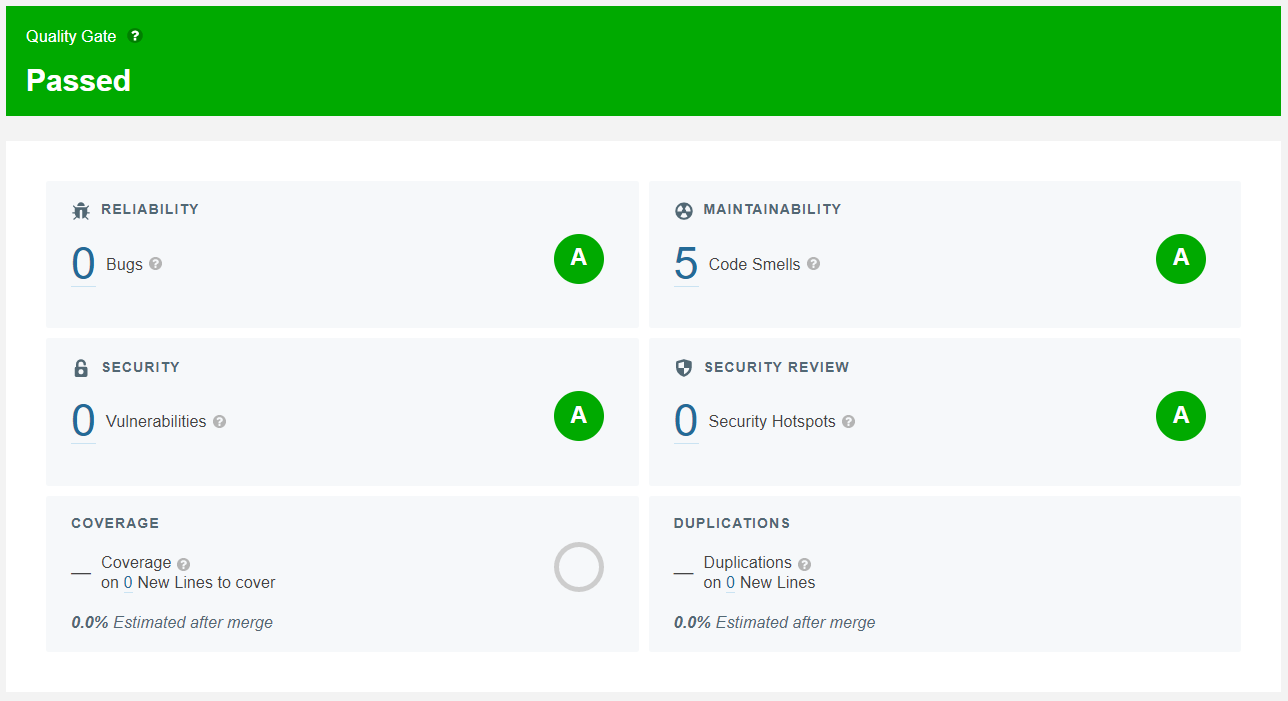 Quality Gate ?
Passed
RELIABILITY
0 Bugs ?
A
MAINTAINABILITY
5 Code Smells ?
A
SECURITY
0 Vulnerabilities ?
A
SECURITY REVIEW
0 Security Hotspots ?
A
COVERAGE
— Coverage ?
on 0 New Lines to cover
0.0% Estimated after merge
DUPLICATIONS
— Duplications ?
on 0 New Lines
0.0% Estimated after merge